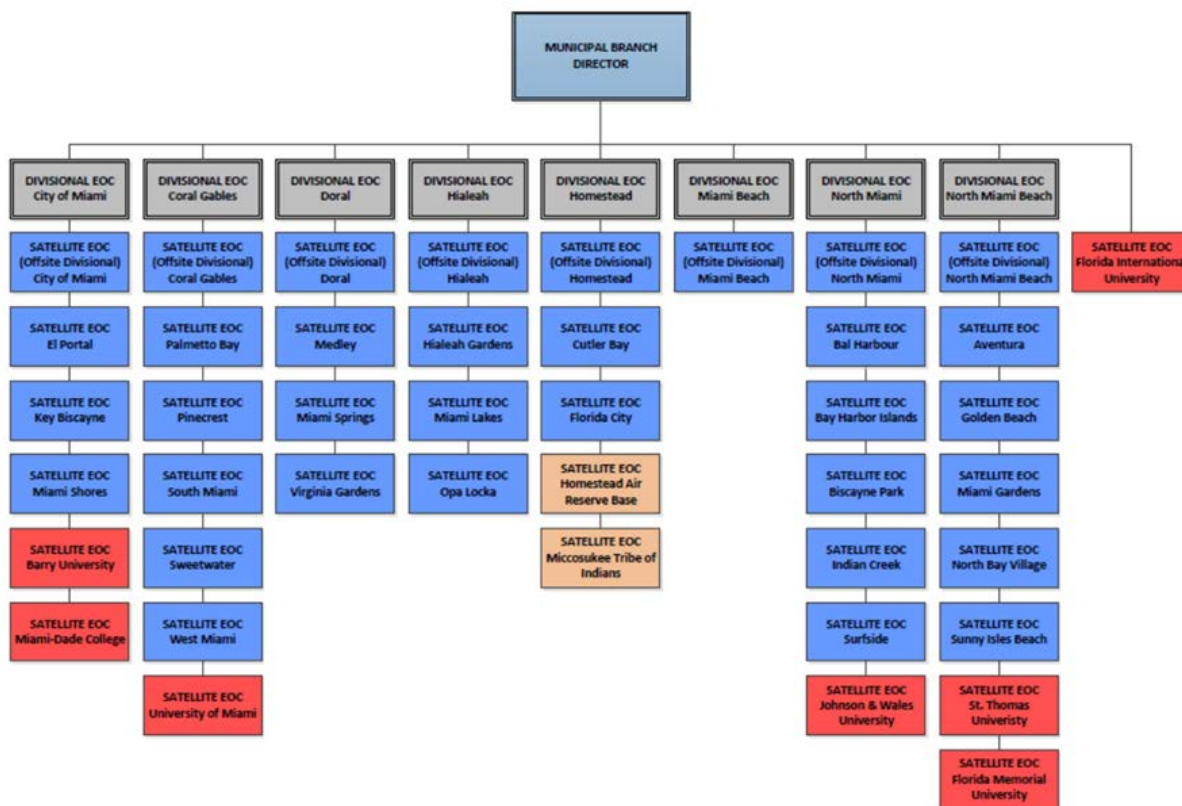 MUNICIPAL BRANCH
DIRECTOR
DIVISIONAL EOC
City of Miami
DIVISIONAL EOC
Coral Gables
DIVISIONAL EOC
Doral
DIVISIONAL EOC
Hialeah
DIVISIONAL EOC
Homestead
DIVISIONAL EOC
Miami Beach
DIVISIONAL EOC
North Miami
DIVISIONAL EOC
North Miami Beach
SATELLITE EOC
(Offsite Divisional)
City of Miami
SATELLITE EOC
(Offsite Divisional)
Coral Gables
SATELLITE EOC
(Offsite Divisional)
Doral
SATELLITE EOC
(Offsite Divisional)
Hialeah
SATELLITE EOC
(Offsite Divisional)
Homestead
SATELLITE EOC
(Offsite Divisional)
Miami Beach
SATELLITE EOC
(Offsite Divisional)
North Miami
SATELLITE EOC
(Offsite Divisional)
North Miami Beach
SATELLITE EOC
Florida International
University
SATELLITE EOC
El Portal
SATELLITE EOC
Palmetto Bay
SATELLITE EOC
Medley
SATELLITE EOC
Hialeah Gardens
SATELLITE EOC
Cutler Bay
SATELLITE EOC
Bal Harbour
SATELLITE EOC
Aventura
SATELLITE EOC
Key Biscayne
SATELLITE EOC
Pinecrest
SATELLITE EOC
Miami Springs
SATELLITE EOC
Miami Lakes
SATELLITE EOC
Florida City
SATELLITE EOC
Bay Harbor Islands
SATELLITE EOC
Golden Beach
SATELLITE EOC
Miami Shores
SATELLITE EOC
South Miami
SATELLITE EOC
Virginia Gardens
SATELLITE EOC
Opa Locka
SATELLITE EOC
Homestead Air
Reserve Base
SATELLITE EOC
Biscayne Park
SATELLITE EOC
Miami Gardens
SATELLITE EOC
Barry University
SATELLITE EOC
Sweetwater
SATELLITE EOC
Miccosukee Tribe of
Indians
SATELLITE EOC
Indian Creek
SATELLITE EOC
North Bay Village
SATELLITE EOC
Miami-Dade College
SATELLITE EOC
West Miami
SATELLITE EOC
Surfside
SATELLITE EOC
Sunny Isles Beach
SATELLITE EOC
University of Miami
SATELLITE EOC
Johnson & Wales
University
SATELLITE EOC
St. Thomas
Univeristy
SATELLITE EOC
Florida Memorial
University